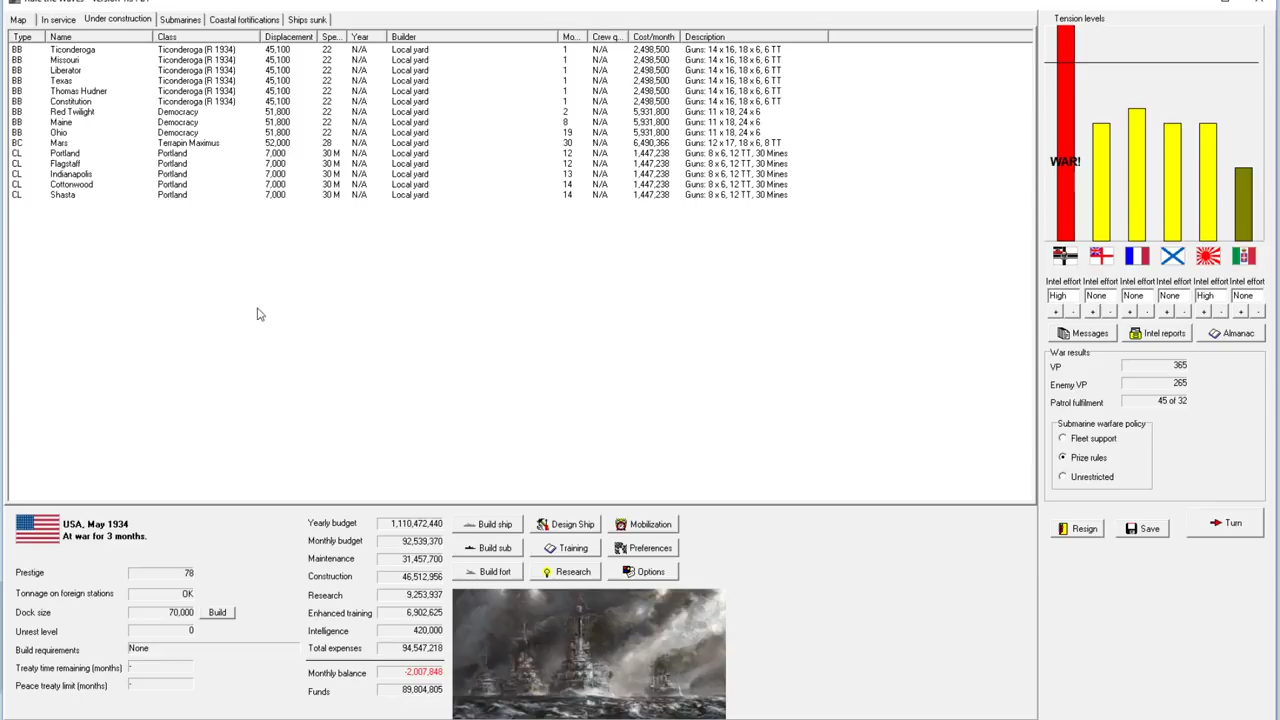 Map In service Under construction Submarines Coastal fortifications Ships sunk
Type Name Class Displacement Spe... Year Builder Mo... Crew q... Cost/month Description
BB Ticonderoga Ticonderoga (R 1934) 45,100 22 N/A Local yard 1 N/A 2,498,500 Guns: 14 x 16, 18 x 6, 6 TT
BB Missouri Ticonderoga (R 1934) 45,100 22 N/A Local yard 1 N/A 2,498,500 Guns: 14 x 16, 18 x 6, 6 TT
BB Liberator Ticonderoga (R 1934) 45,100 22 N/A Local yard 1 N/A 2,498,500 Guns: 14 x 16, 18 x 6, 6 TT
BB Texas Ticonderoga (R 1934) 45,100 22 N/A Local yard 1 N/A 2,498,500 Guns: 14 x 16, 18 x 6, 6 TT
BB Thomas Hudner Ticonderoga (R 1934) 45,100 22 N/A Local yard 1 N/A 2,498,500 Guns: 14 x 16, 18 x 6, 6 TT
BB Constitution Ticonderoga (R 1934) 45,100 22 N/A Local yard 1 N/A 2,498,500 Guns: 14 x 16, 18 x 6, 6 TT
BB Red Twilight Democracy 51,800 22 N/A Local yard 2 N/A 5,931,800 Guns: 11 x 18, 24 x 6
BB Maine Democracy 51,800 22 N/A Local yard 8 N/A 5,931,800 Guns: 11 x 18, 24 x 6
BB Ohio Democracy 51,800 22 N/A Local yard 19 N/A 5,931,800 Guns: 11 x 18, 24 x 6
BC Mars Terrapin Maximus 52,000 28 N/A Local yard 30 N/A 6,490,366 Guns: 12 x 17, 18 x 6, 8 TT
CL Portland Portland 7,000 30 M N/A Local yard 12 N/A 1,447,238 Guns: 8 x 6, 12 TT, 30 Mines
CL Flagstaff Portland 7,000 30 M N/A Local yard 12 N/A 1,447,238 Guns: 8 x 6, 12 TT, 30 Mines
CL Indianapolis Portland 7,000 30 M N/A Local yard 13 N/A 1,447,238 Guns: 8 x 6, 12 TT, 30 Mines
CL Cottonwood Portland 7,000 30 M N/A Local yard 14 N/A 1,447,238 Guns: 8 x 6, 12 TT, 30 Mines
CL Shasta Portland 7,000 30 M N/A Local yard 14 N/A 1,447,238 Guns: 8 x 6, 12 TT, 30 Mines
Tension levels
WAR!
Intel effort Intel effort Intel effort Intel effort Intel effort Intel effort
High None None None High None
+ - + - + - + - + - + -
Messages Intel reports Almanac
War results
VP 365
Enemy VP 265
Patrol fulfilment 45 of 32
Submarine warfare policy
Fleet support
Prize rules
Unrestricted
Resign Save Turn
USA, May 1934
At war for 3 months.
Prestige 78
Tonnage on foreign stations OK
Dock size 70,000 Build
Unrest level 0
Build requirements None
Treaty time remaining (months) -
Peace treaty limit (months) -
Yearly budget 1,110,472,440
Monthly budget 92,539,370
Maintenance 31,457,700
Construction 46,512,956
Research 9,253,937
Enhanced training 6,902,625
Intelligence 420,000
Total expenses 94,547,218
Monthly balance -2,007,848
Funds 89,804,805
Build ship Design Ship Mobilization
Build sub Training Preferences
Build fort Research Options